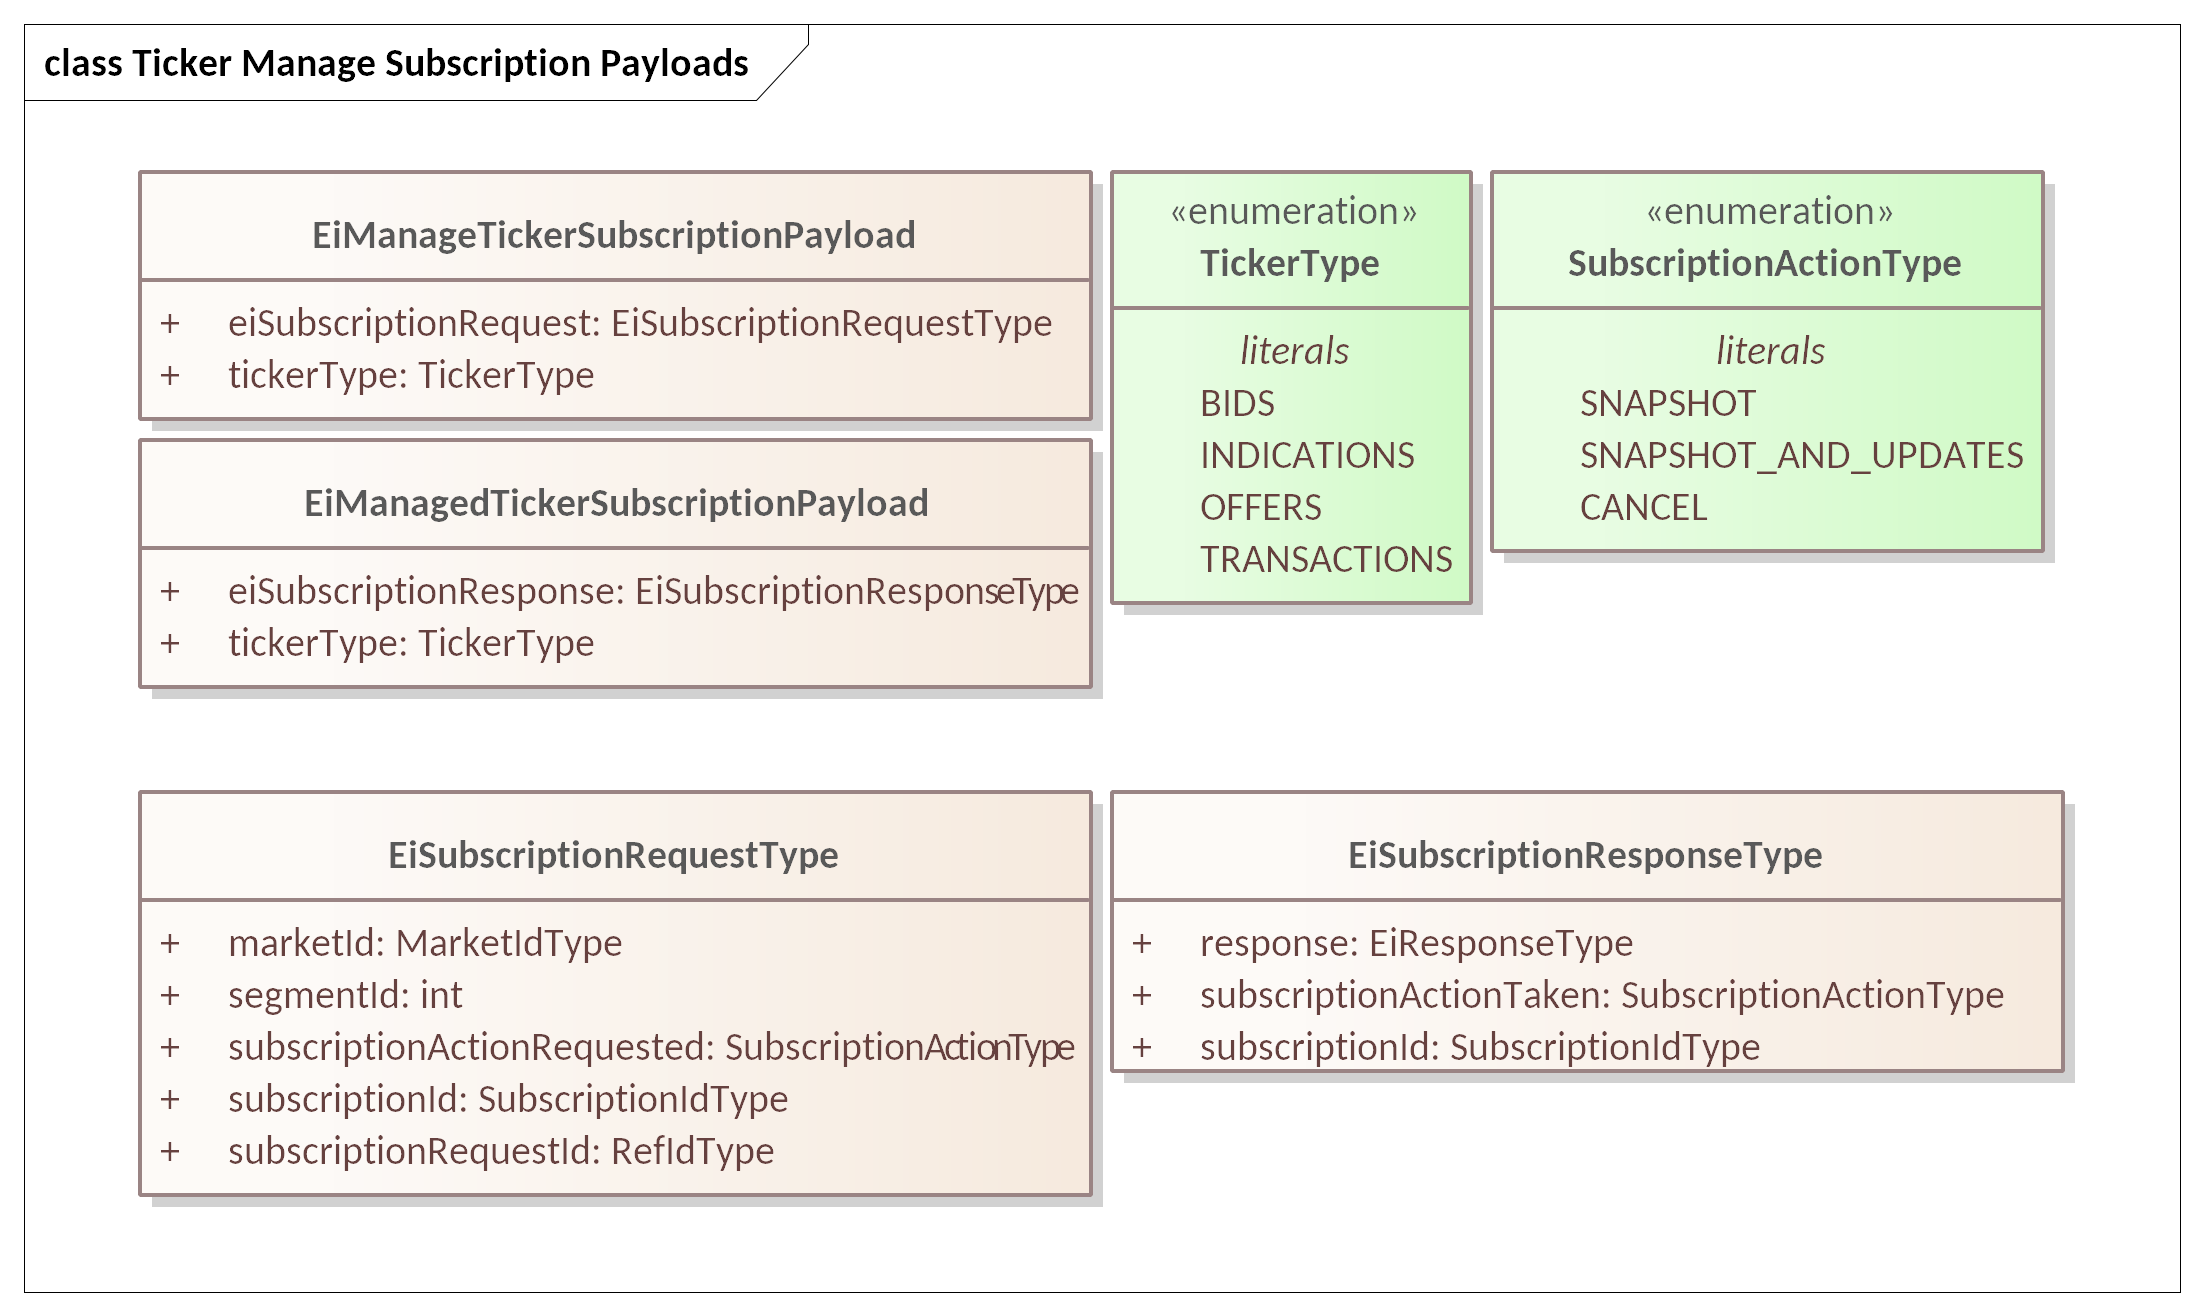 class Ticker Manage Subscription Payloads
EiManageTickerSubscriptionPayload
+ eiSubscriptionRequest: EiSubscriptionRequestType
+ tickerType: TickerType
«enumeration»
TickerType
literals
BIDS
INDICATIONS
OFFERS
TRANSACTIONS
«enumeration»
SubscriptionActionType
literals
SNAPSHOT
SNAPSHOT_AND_UPDATES
CANCEL
EiManagedTickerSubscriptionPayload
+ eiSubscriptionResponse: EiSubscriptionResponseType
+ tickerType: TickerType
EiSubscriptionRequestType
+ marketId: MarketIdType
+ segmentId: int
+ subscriptionActionRequested: SubscriptionActionType
+ subscriptionId: SubscriptionIdType
+ subscriptionRequestId: RefIdType
EiSubscriptionResponseType
+ response: EiResponseType
+ subscriptionActionTaken: SubscriptionActionType
+ subscriptionId: SubscriptionIdType